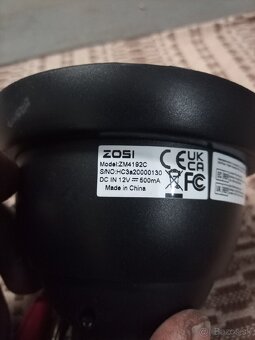 ZOSI
Model:ZM4192C
S/NO:HC3a20000130
DC IN 12V⎓500mA
Made in China
CE
UK
CA
FC